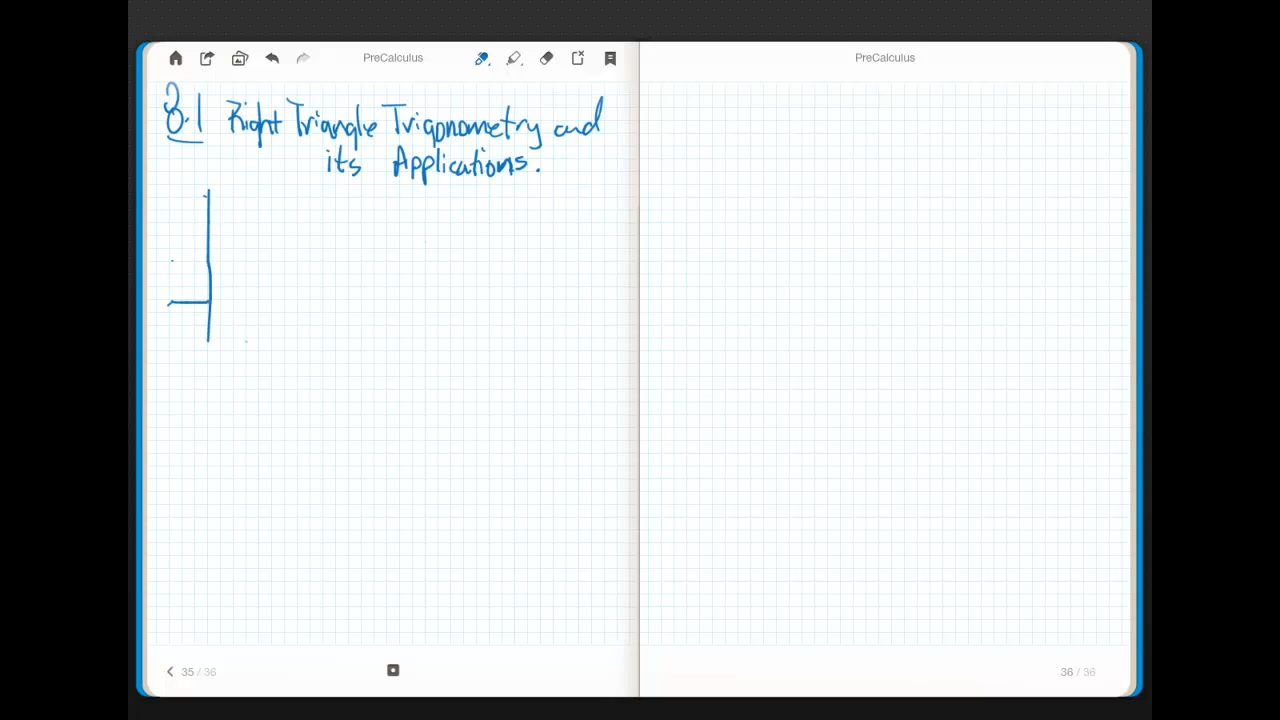 PreCalculus
PreCalculus
8.1 Right Triangle Trigonometry and
its Applications.
35 / 36
36 / 36